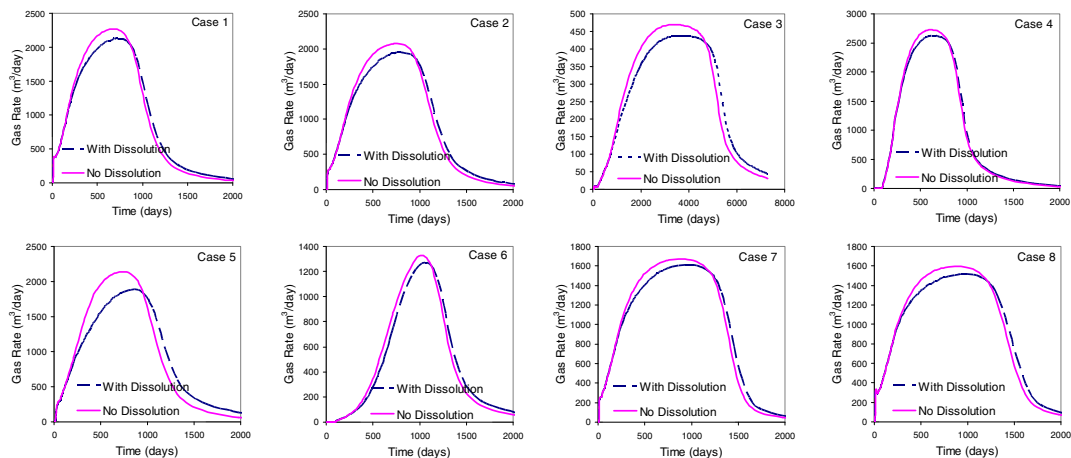 Case 1
Gas Rate (m³/day)
2500
2000
1500
1000
500
0
With Dissolution
No Dissolution
0 500 1000 1500 2000
Time (days)
Case 2
Gas Rate (m³/day)
2500
2000
1500
1000
500
0
With Dissolution
No Dissolution
0 500 1000 1500 2000
Time (days)
Case 3
Gas Rate (m³/day)
500
450
400
350
300
250
200
150
100
50
0
With Dissolution
No Dissolution
0 2000 4000 6000 8000
Time (days)
Case 4
Gas Rate (m³/day)
3000
2500
2000
1500
1000
500
0
With Dissolution
No Dissolution
0 500 1000 1500 2000
Time (days)
Case 5
Gas Rate (m³/day)
2500
2000
1500
1000
500
0
With Dissolution
No Dissolution
0 500 1000 1500 2000
Time (days)
Case 6
Gas Rate (m³/day)
1400
1200
1000
800
600
400
200
0
With Dissolution
No Dissolution
0 500 1000 1500 2000
Time (days)
Case 7
Gas Rate (m³/day)
1800
1600
1400
1200
1000
800
600
400
200
0
With Dissolution
No Dissolution
0 500 1000 1500 2000
Time (days)
Case 8
Gas Rate (m³/day)
1800
1600
1400
1200
1000
800
600
400
200
0
With Dissolution
No Dissolution
0 500 1000 1500 2000
Time (days)